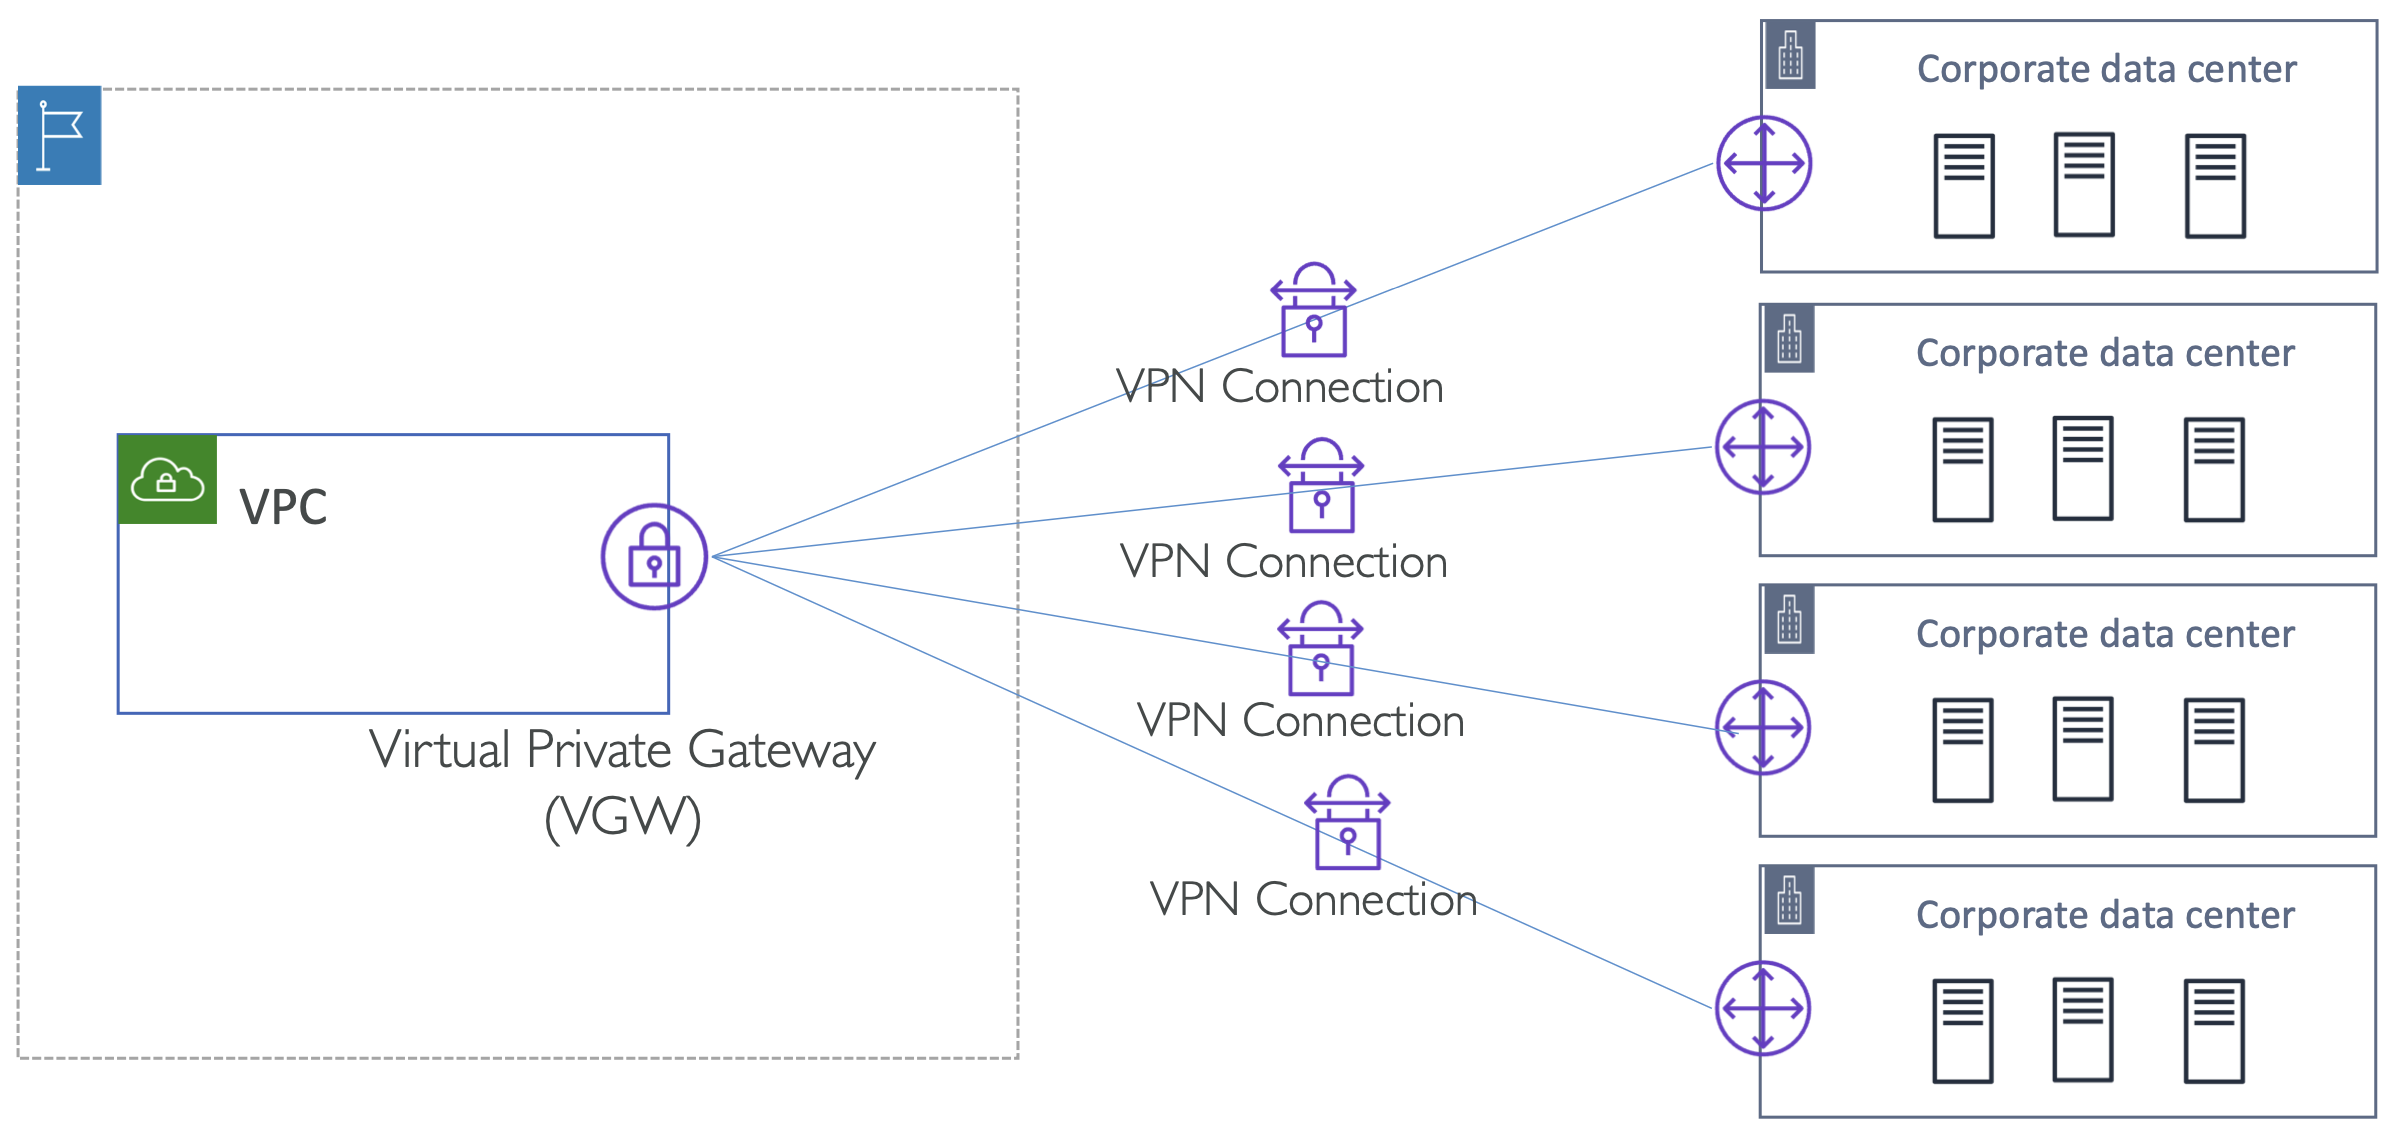 Corporate data center
VPN Connection
Corporate data center
VPC
VPN Connection
Corporate data center
VPN Connection
Virtual Private Gateway
(VGW)
VPN Connection
Corporate data center